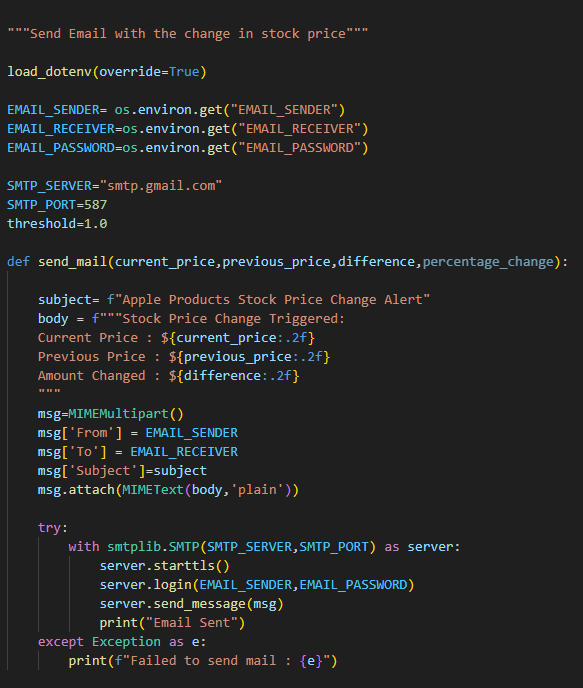 """Send Email with the change in stock price"""
load_dotenv(override=True)
EMAIL_SENDER= os.environ.get("EMAIL_SENDER")
EMAIL_RECEIVER=os.environ.get("EMAIL_RECEIVER")
EMAIL_PASSWORD=os.environ.get("EMAIL_PASSWORD")
SMTP_SERVER="smtp.gmail.com"
SMTP_PORT=587
threshold=1.0
def send_mail(current_price,previous_price,difference,percentage_change):
    subject= f"Apple Products Stock Price Change Alert"
    body = f"""Stock Price Change Triggered:
    Current Price : ${current_price:.2f}
    Previous Price : ${previous_price:.2f}
    Amount Changed : ${difference:.2f}
    """
    msg=MIMEMultipart()
    msg['From'] = EMAIL_SENDER
    msg['To'] = EMAIL_RECEIVER
    msg['Subject']=subject
    msg.attach(MIMEText(body,'plain'))
    try:
        with smtplib.SMTP(SMTP_SERVER,SMTP_PORT) as server:
            server.starttls()
            server.login(EMAIL_SENDER,EMAIL_PASSWORD)
            server.send_message(msg)
            print("Email Sent")
    except Exception as e:
        print(f"Failed to send mail : {e}")